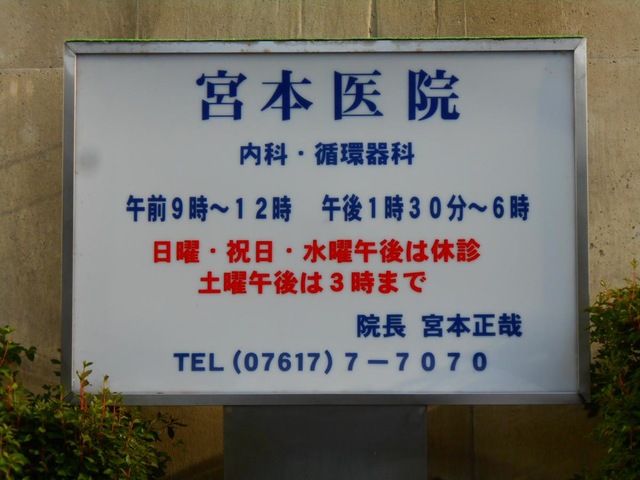 宮本医院
内科・循環器科
午前９時～１２時　午後１時３０分～６時
日曜・祝日・水曜午後は休診
土曜午後は３時まで
院長　宮本正哉
TEL(07617)７－７０７０